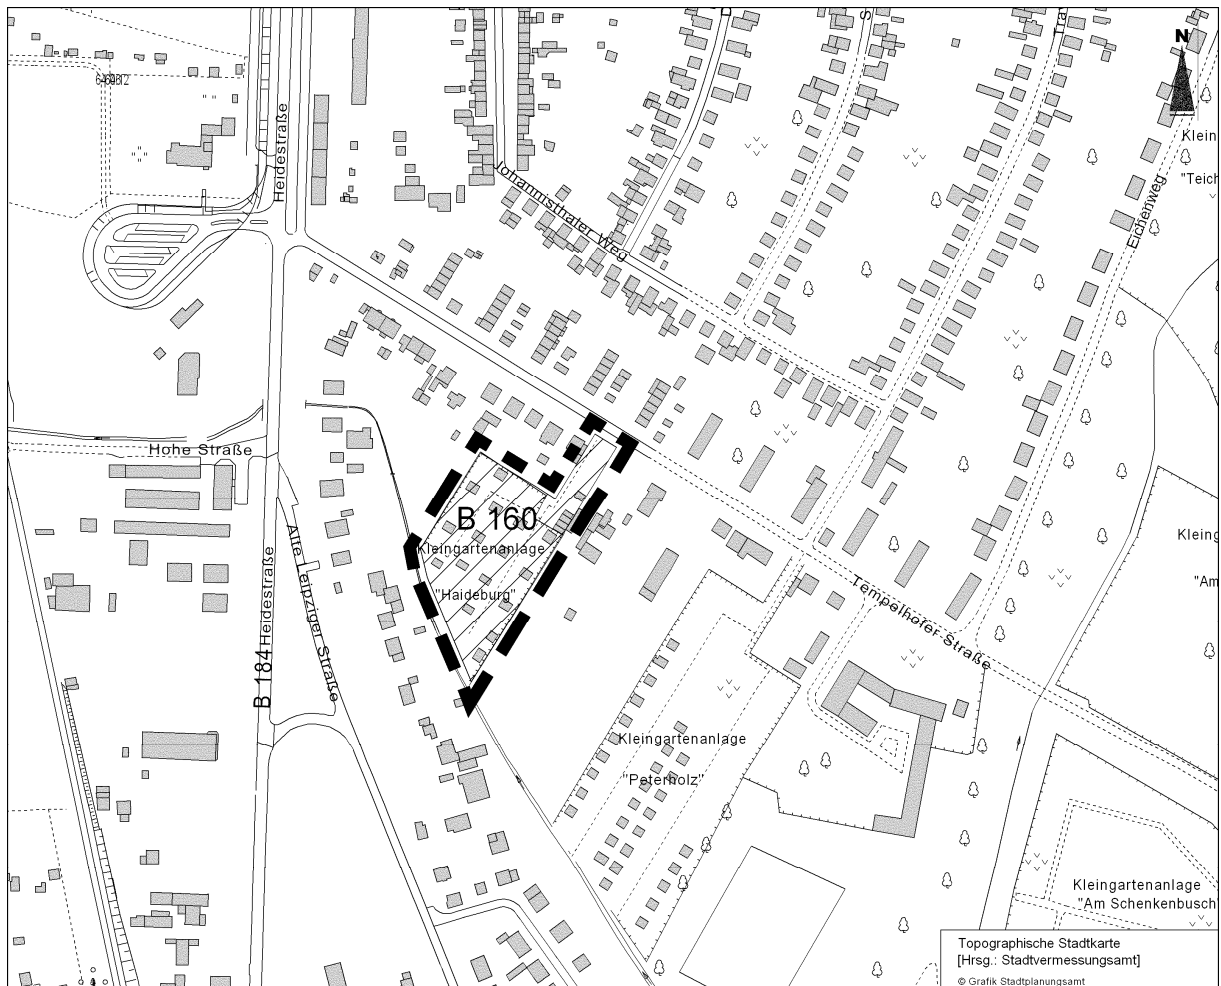 N
Heidestraße
Johannisthaler Weg
Eichenweg
Klein
"Teich
Hohe Straße
B 160
Kleingartenanlage
"Haideburg"
Alte Leipziger Straße
B 184
Heidestraße
Tempelhofer Straße
Kleing
"Am
Kleingartenanlage
"Peterholz"
Kleingartenanlage
"Am Schenkenbusch"
Topographische Stadtkarte
[Hrsg.: Stadtvermessungsamt]
© Grafik Stadtplanungsamt